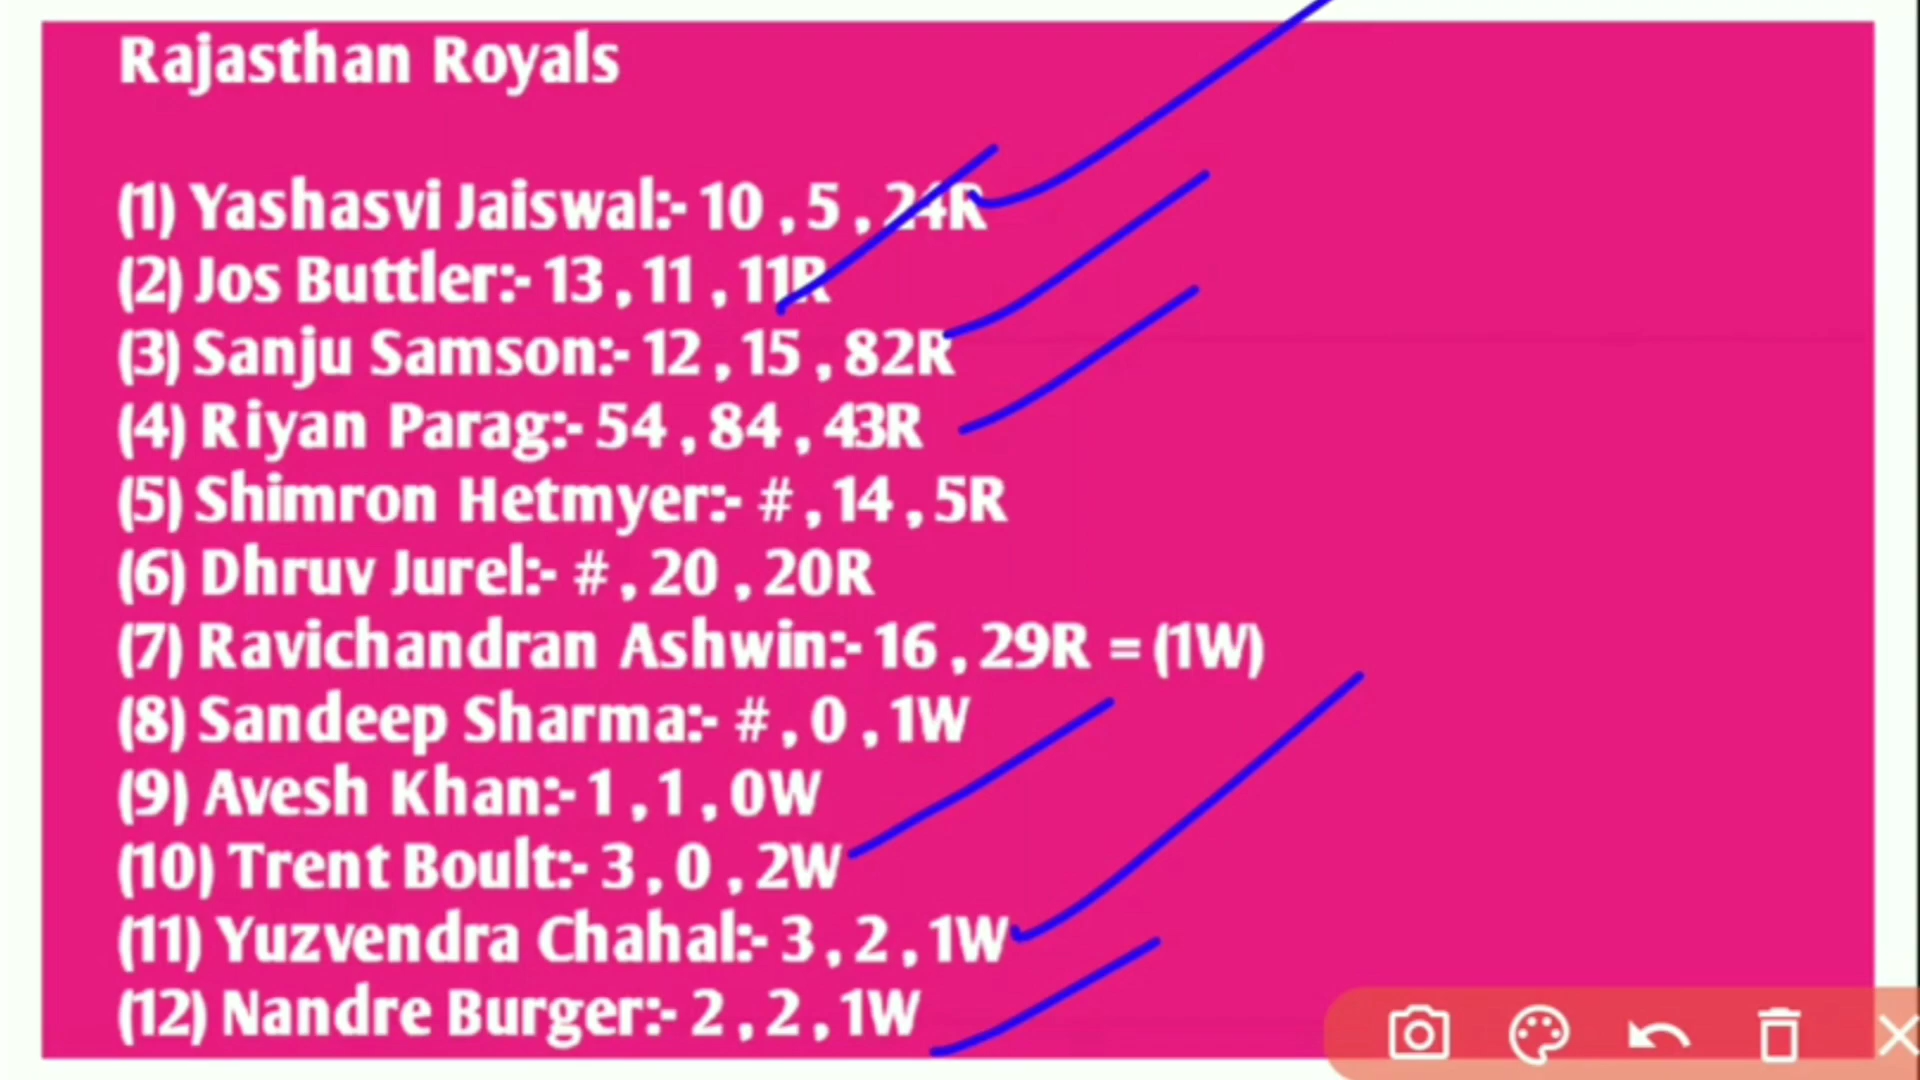 Rajasthan Royals
(1) Yashasvi Jaiswal:- 10 , 5 , 24R
(2) Jos Buttler:- 13 , 11 , 11R
(3) Sanju Samson:- 12 , 15 , 82R
(4) Riyan Parag:- 54 , 84 , 43R
(5) Shimron Hetmyer:- # , 14 , 5R
(6) Dhruv Jurel:- # , 20 , 20R
(7) Ravichandran Ashwin:- 16 , 29R = (1W)
(8) Sandeep Sharma:- # , 0 , 1W
(9) Avesh Khan:- 1 , 1 , 0W
(10) Trent Boult:- 3 , 0 , 2W
(11) Yuzvendra Chahal:- 3 , 2 , 1W
(12) Nandre Burger:- 2 , 2 , 1W